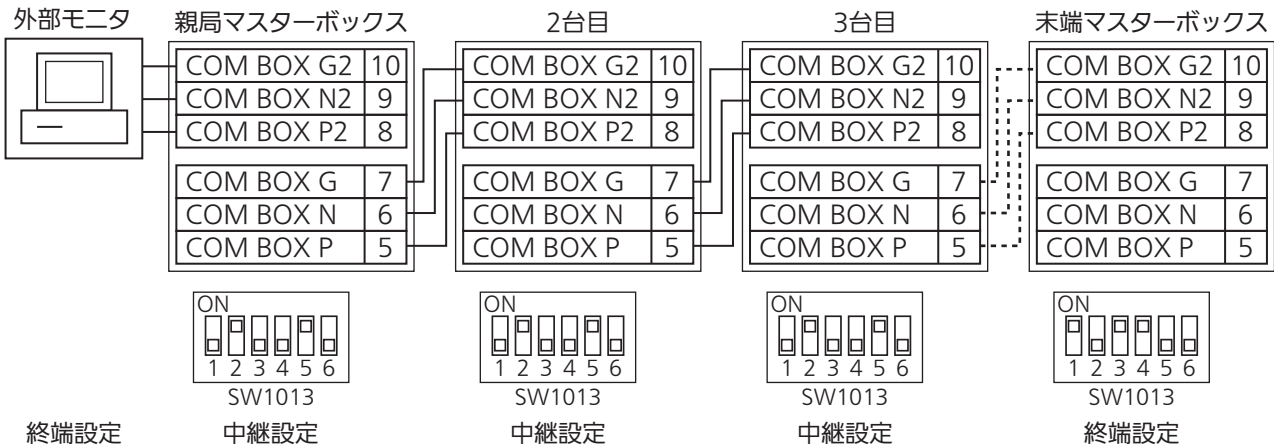 外部モニタ 親局マスターボックス 2台目 3台目 末端マスターボックス
COM BOX G2 10 COM BOX G2 10 COM BOX G2 10 COM BOX G2 10
COM BOX N2 9 COM BOX N2 9 COM BOX N2 9 COM BOX N2 9
COM BOX P2 8 COM BOX P2 8 COM BOX P2 8 COM BOX P2 8
COM BOX G 7 COM BOX G 7 COM BOX G 7 COM BOX G 7
COM BOX N 6 COM BOX N 6 COM BOX N 6 COM BOX N 6
COM BOX P 5 COM BOX P 5 COM BOX P 5 COM BOX P 5
ON ON ON ON
1 2 3 4 5 6 1 2 3 4 5 6 1 2 3 4 5 6 1 2 3 4 5 6
SW1013 SW1013 SW1013 SW1013
終端設定 中継設定 中継設定 中継設定 終端設定